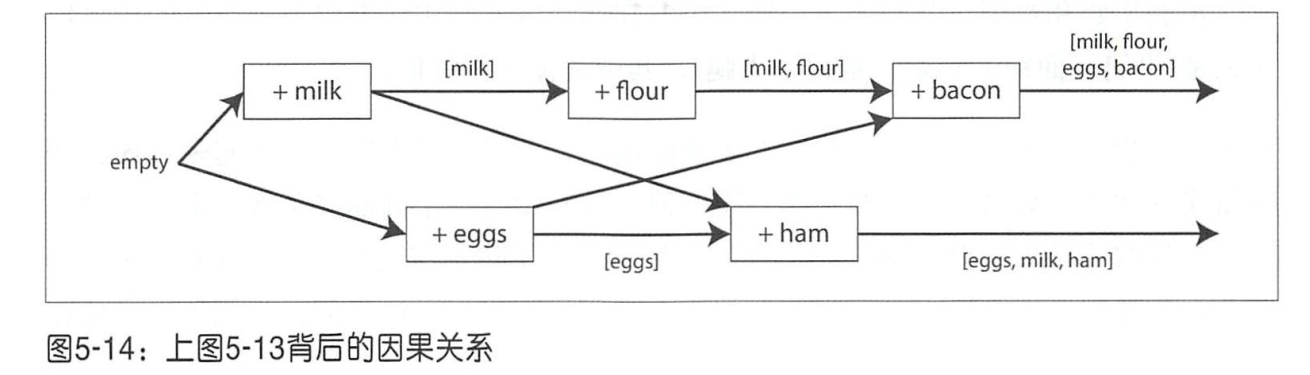 [milk, flour,
eggs, bacon]
[milk]
[milk, flour]
+ milk
+ flour
+ bacon
empty
+ eggs
+ ham
[eggs]
[eggs, milk, ham]
图5-14：上图5-13背后的因果关系